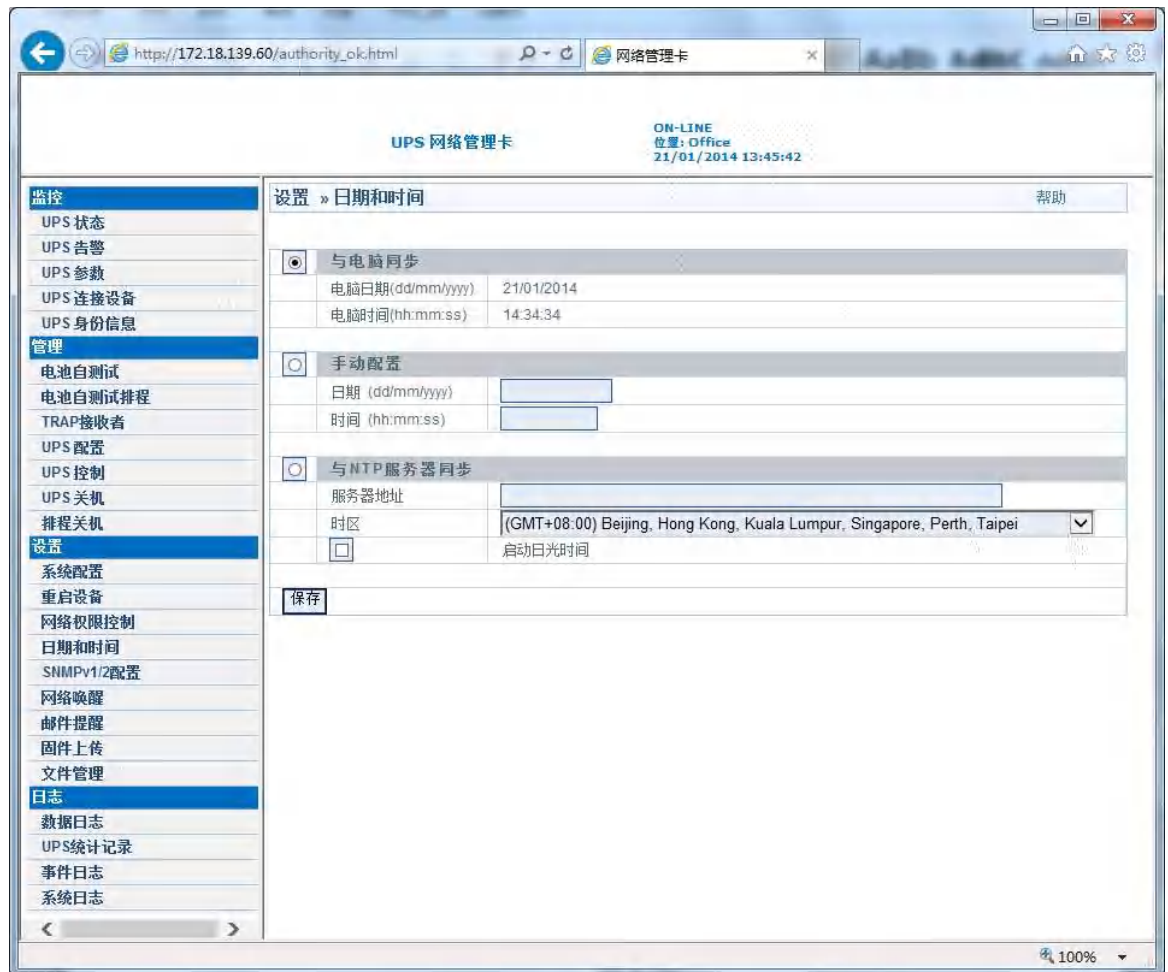 http://172.18.139.60/authority_ok.html
网络管理卡
UPS 网络管理卡
ON-LINE
位置: Office
21/01/2014 13:45:42
监控
UPS 状态
UPS 告警
UPS 参数
UPS 连接设备
UPS 身份信息
管理
电池自测试
电池自测试排程
TRAP接收者
UPS 配置
UPS 控制
UPS 关机
排程关机
设置
系统配置
重启设备
网络权限控制
日期和时间
SNMPv1/2配置
网络唤醒
邮件提醒
固件上传
文件管理
日志
数据日志
UPS统计记录
事件日志
系统日志
设置 » 日期和时间
帮助
与电脑同步
电脑日期(dd/mm/yyyy) 21/01/2014
电脑时间(hh:mm:ss) 14:34:34
手动配置
日期 (dd/mm/yyyy)
时间 (hh:mm:ss)
与NTP服务器同步
服务器地址
时区 (GMT+08:00) Beijing, Hong Kong, Kuala Lumpur, Singapore, Perth, Taipei
启动日光时间
保存
100%